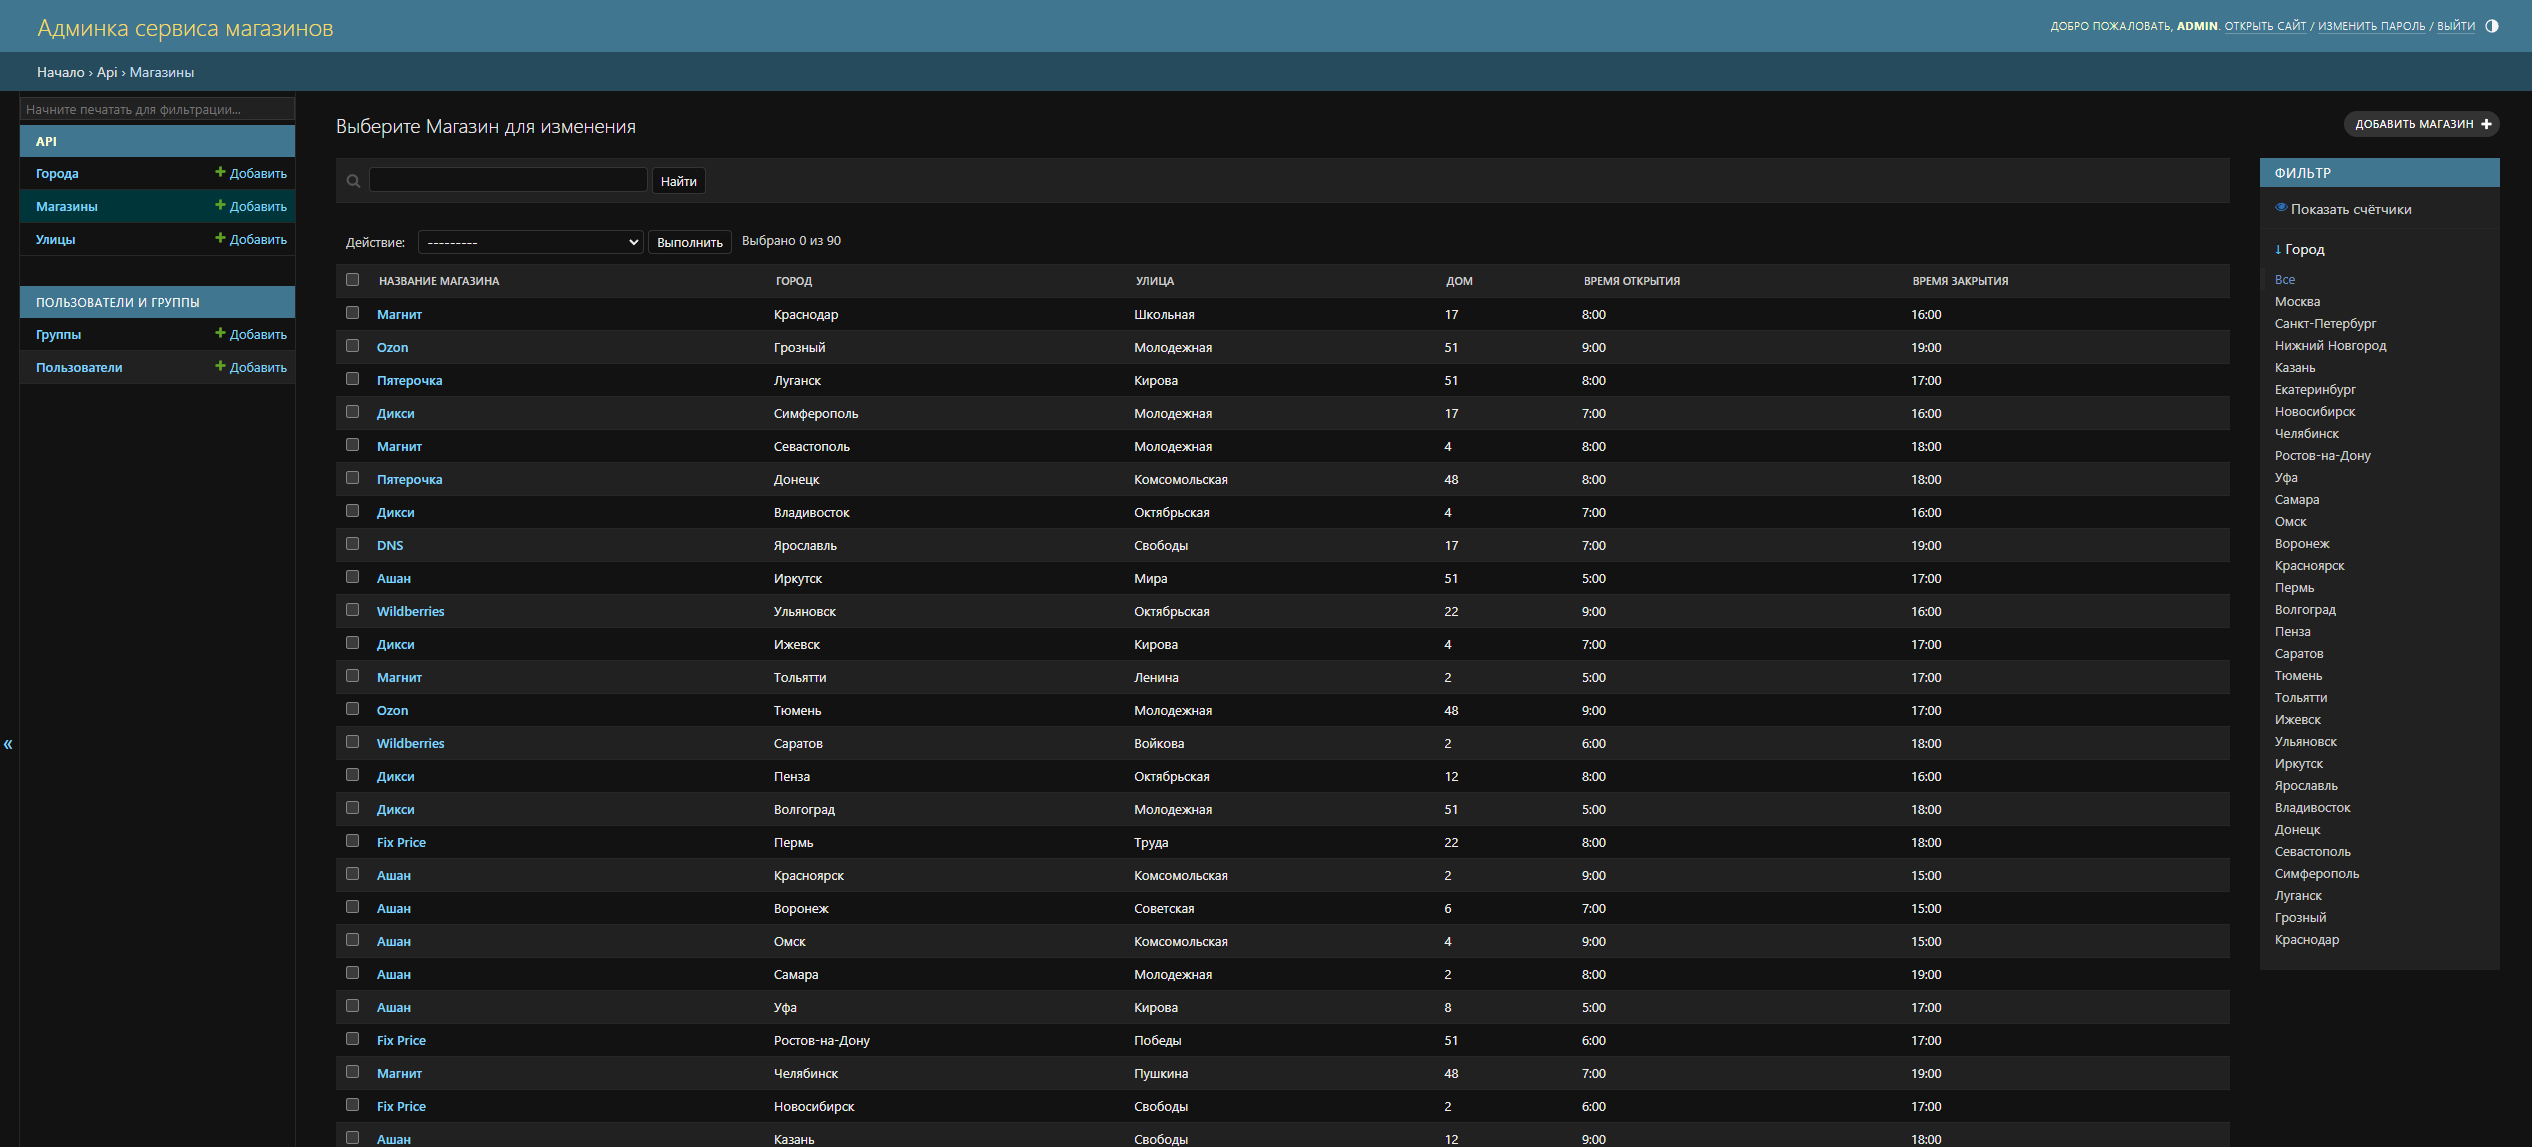 Админка сервиса магазинов
ДОБРО ПОЖАЛОВАТЬ, ADMIN. ОТКРЫТЬ САЙТ / ИЗМЕНИТЬ ПАРОЛЬ / ВЫЙТИ
Начало › Api › Магазины
Начните печатать для фильтрации...
API
Города Добавить
Магазины Добавить
Улицы Добавить
ПОЛЬЗОВАТЕЛИ И ГРУППЫ
Группы Добавить
Пользователи Добавить
«
Выберите Магазин для изменения
ДОБАВИТЬ МАГАЗИН
Найти
Действие: --------- Выполнить Выбрано 0 из 90
НАЗВАНИЕ МАГАЗИНА ГОРОД УЛИЦА ДОМ ВРЕМЯ ОТКРЫТИЯ ВРЕМЯ ЗАКРЫТИЯ
Магнит Краснодар Школьная 17 8:00 16:00
Ozon Грозный Молодежная 51 9:00 19:00
Пятерочка Луганск Кирова 51 8:00 17:00
Дикси Симферополь Молодежная 17 7:00 16:00
Магнит Севастополь Молодежная 4 8:00 18:00
Пятерочка Донецк Комсомольская 48 8:00 18:00
Дикси Владивосток Октябрьская 4 7:00 16:00
DNS Ярославль Свободы 17 7:00 19:00
Ашан Иркутск Мира 51 5:00 17:00
Wildberries Ульяновск Октябрьская 22 9:00 16:00
Дикси Ижевск Кирова 4 7:00 17:00
Магнит Тольятти Ленина 2 5:00 17:00
Ozon Тюмень Молодежная 48 9:00 17:00
Wildberries Саратов Войкова 2 6:00 18:00
Дикси Пенза Октябрьская 12 8:00 16:00
Дикси Волгоград Молодежная 51 5:00 18:00
Fix Price Пермь Труда 22 8:00 18:00
Ашан Красноярск Комсомольская 2 9:00 15:00
Ашан Воронеж Советская 6 7:00 15:00
Ашан Омск Комсомольская 4 9:00 15:00
Ашан Самара Молодежная 2 8:00 19:00
Ашан Уфа Кирова 8 5:00 17:00
Fix Price Ростов-на-Дону Победы 51 6:00 17:00
Магнит Челябинск Пушкина 48 7:00 19:00
Fix Price Новосибирск Свободы 2 6:00 17:00
Ашан Казань Свободы 12 9:00 18:00
ФИЛЬТР
Показать счётчики
↓ Город
Все
Москва
Санкт-Петербург
Нижний Новгород
Казань
Екатеринбург
Новосибирск
Челябинск
Ростов-на-Дону
Уфа
Самара
Омск
Воронеж
Красноярск
Пермь
Волгоград
Пенза
Саратов
Тюмень
Тольятти
Ижевск
Ульяновск
Иркутск
Ярославль
Владивосток
Донецк
Севастополь
Симферополь
Луганск
Грозный
Краснодар